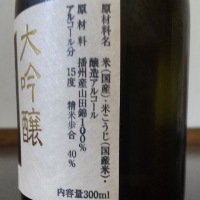 大吟醸
原材料名 米(国産)・米こうじ(国産米)・
醸造アルコール
原料米 播州産山田錦100%
アルコール分 15度 精米歩合 40%
内容量300ml